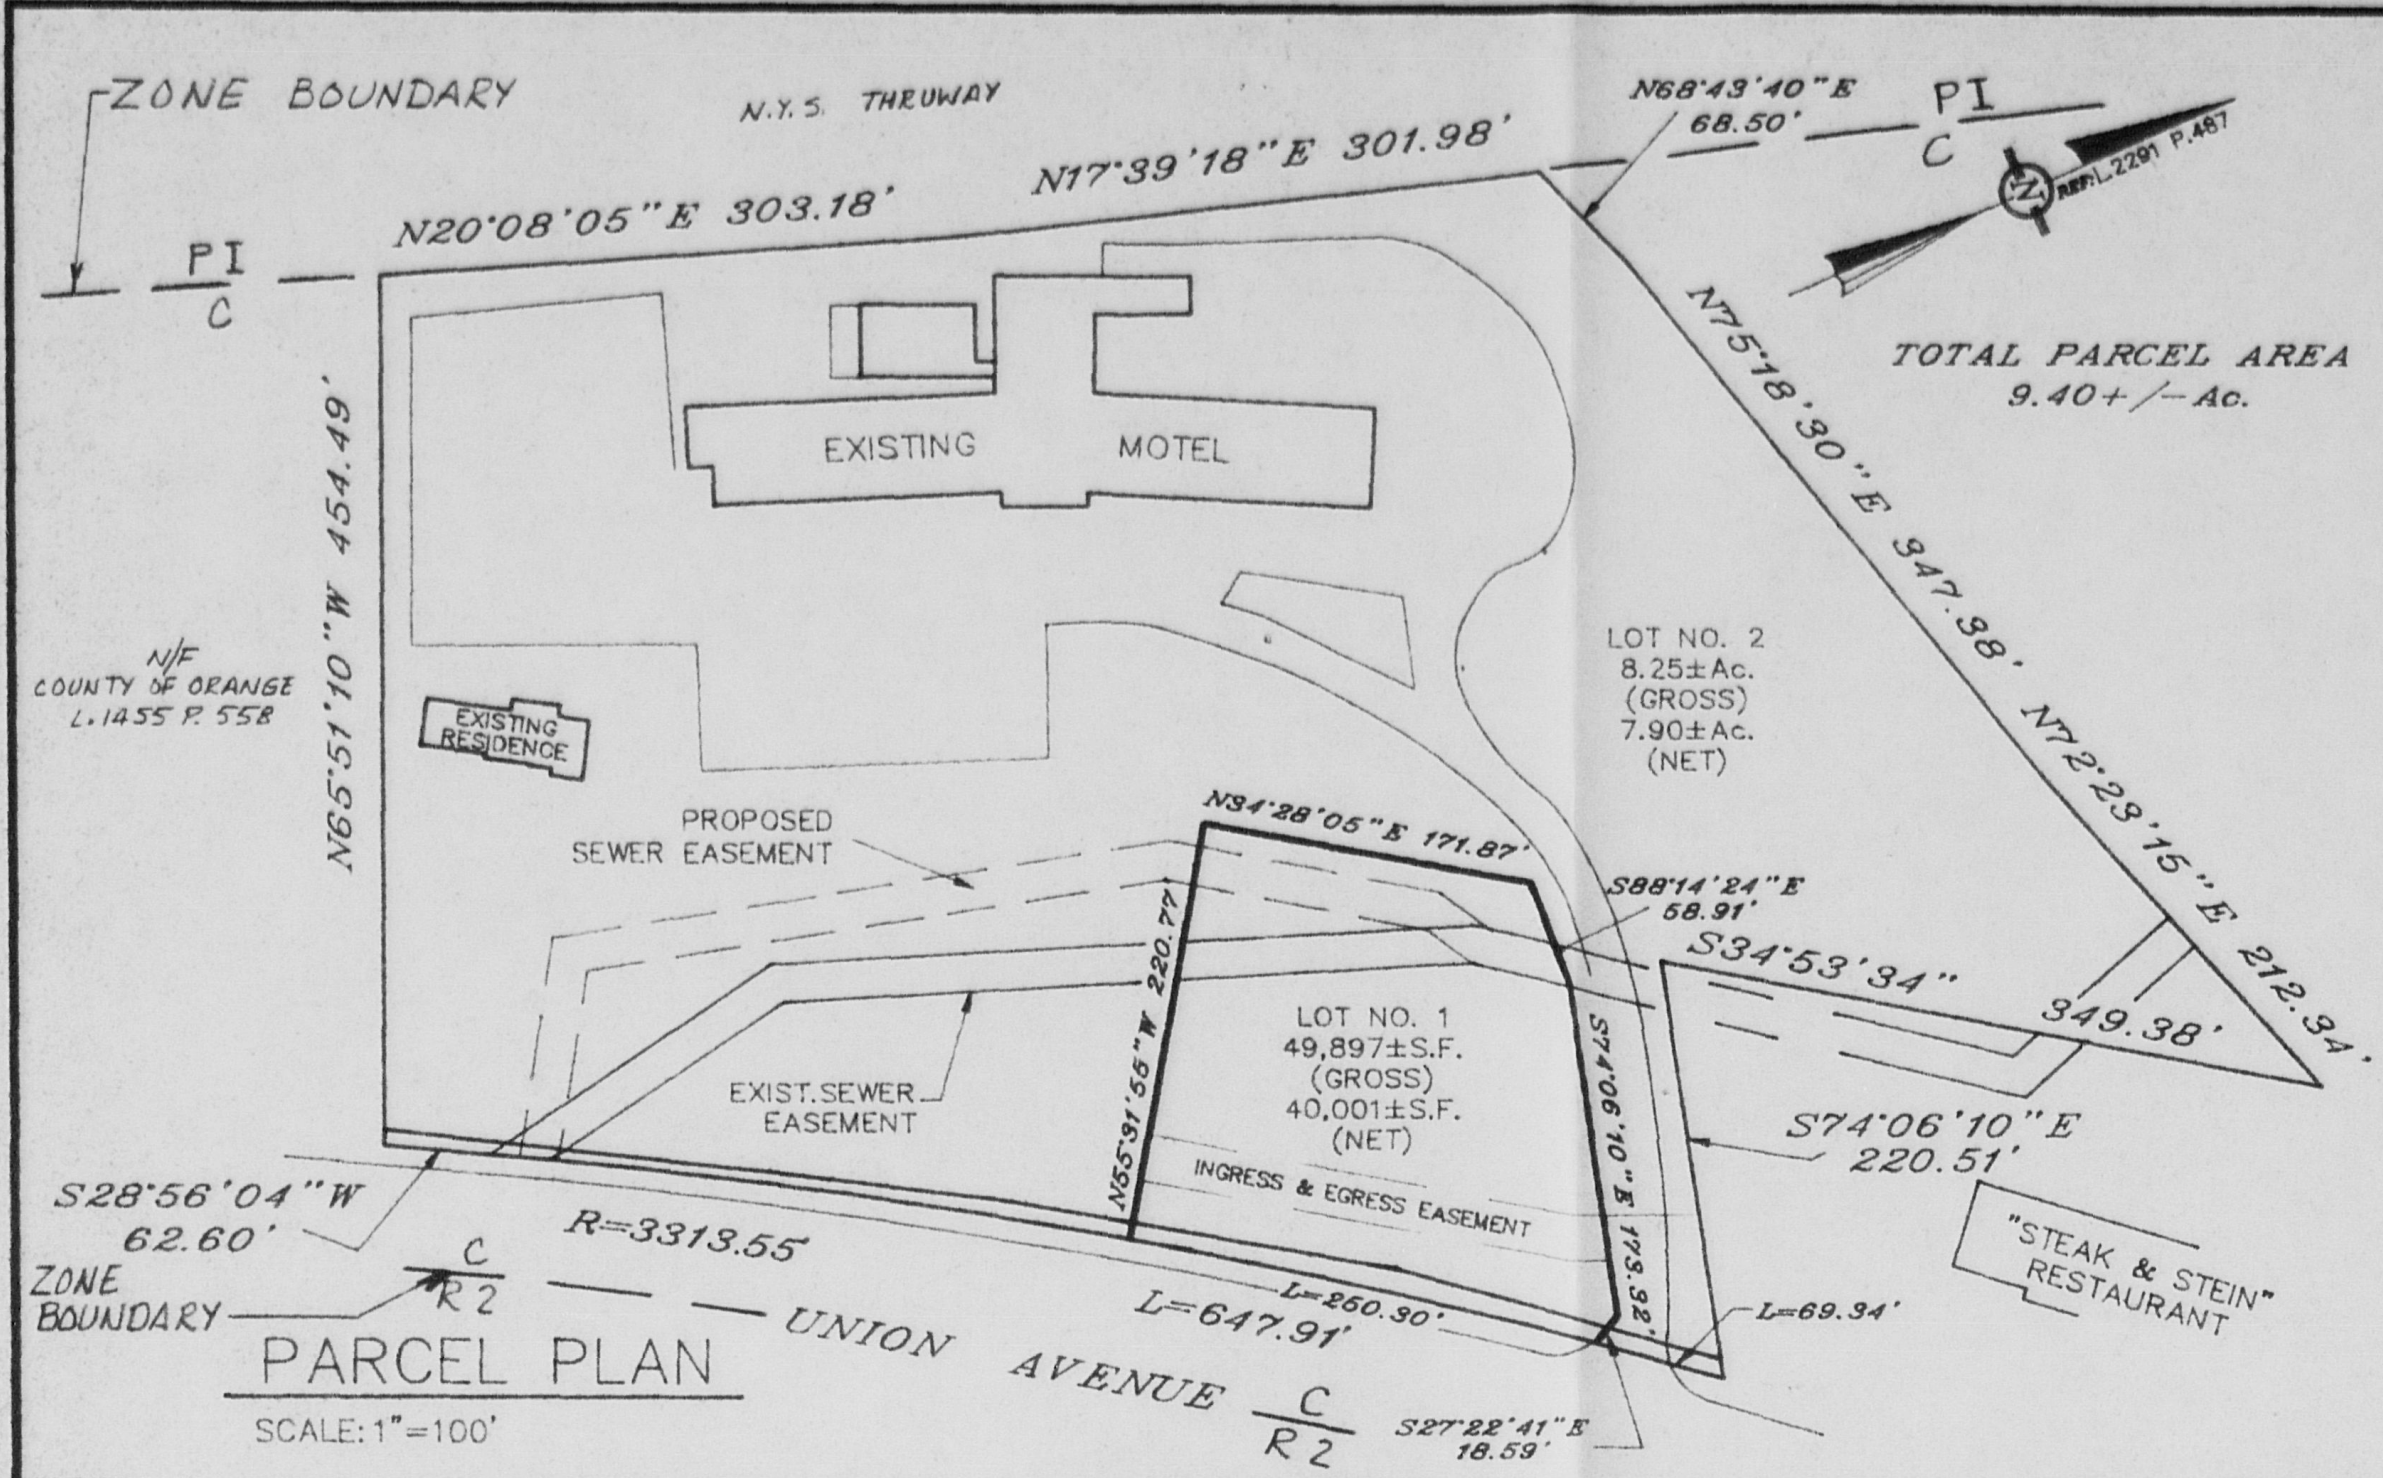 ZONE BOUNDARY
N.Y.S. THRUWAY
N68°43'40"E
68.50'
PI
C
REF: L.2291 P.487
N
N20°08'05"E 303.18'
N17°39'18"E 301.98'
PI
C
N75°18'30"E 347.38'
TOTAL PARCEL AREA
9.40+/-Ac.
N65°51'10"W 454.49'
EXISTING MOTEL
N/F
COUNTY OF ORANGE
L.1455 P. 558
LOT NO. 2
8.25±Ac.
(GROSS)
7.90±Ac.
(NET)
EXISTING
RESIDENCE
N72°23'15"E 212.34'
PROPOSED
SEWER EASEMENT
N34°28'05"E 171.87'
S88°14'24"E
58.91'
S34°53'34"
349.38'
N55°31'55"W 220.77'
LOT NO. 1
49,897±S.F.
(GROSS)
40,001±S.F.
(NET)
S74°06'10"E 173.92'
EXIST. SEWER
EASEMENT
INGRESS & EGRESS EASEMENT
S74°06'10"E
220.51'
S28°56'04"W
62.60'
R=3313.55'
"STEAK & STEIN"
RESTAURANT
ZONE
BOUNDARY
C
R2
L=260.30'
L=647.91'
L=69.34'
UNION AVENUE
C
R2
S27°22'41"E
18.59'
PARCEL PLAN
SCALE: 1"=100'